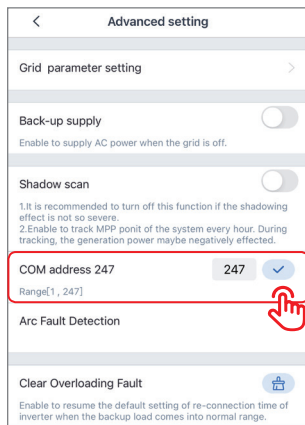 Advanced setting
Grid parameter setting
Back-up supply
Enable to supply AC power when the grid is off.
Shadow scan
1.It is recommended to turn off this function if the shadowing
effect is not so severe.
2.Enable to track MPP ponit of the system every hour. During
tracking, the generation power maybe negatively effected.
COM address 247
247
Range[1 , 247]
Arc Fault Detection
Clear Overloading Fault
Enable to resume the default setting of re-connection time of
inverter when the backup load comes into normal range.